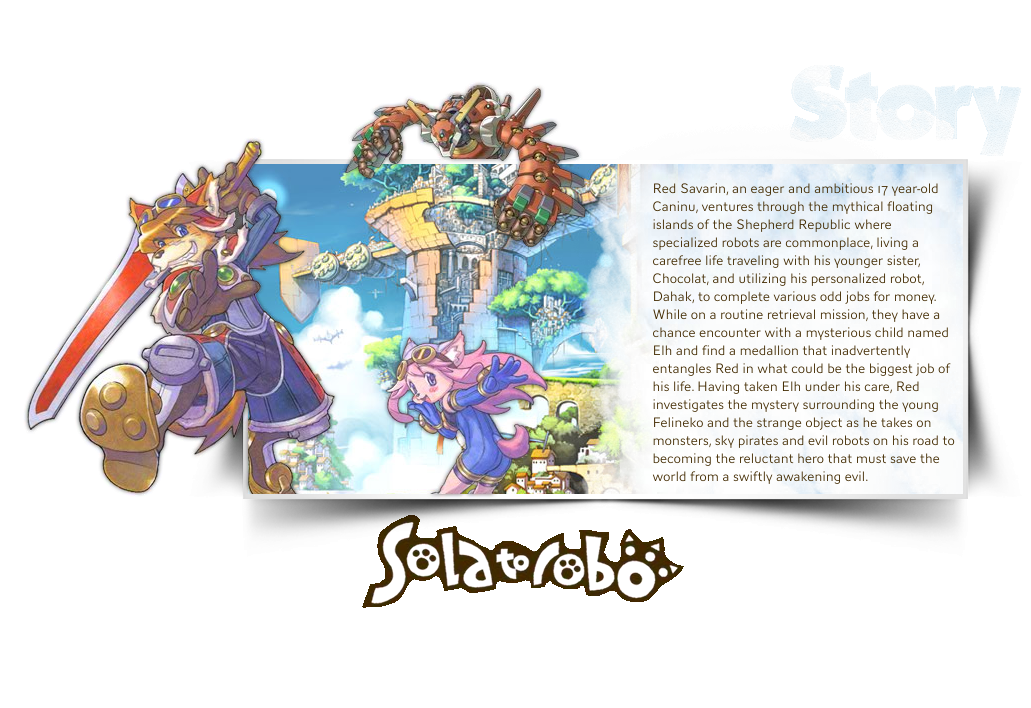 Story
Red Savarin, an eager and ambitious 17 year-old
Caninu, ventures through the mythical floating
islands of the Shepherd Republic where
specialized robots are commonplace, living a
carefree life traveling with his younger sister,
Chocolat, and utilizing his personalized robot,
Dahak, to complete various odd jobs for money.
While on a routine retrieval mission, they have a
chance encounter with a mysterious child named
Elh and find a medallion that inadvertently
entangles Red in what could be the biggest job of
his life. Having taken Elh under his care, Red
investigates the mystery surrounding the young
Felineko and the strange object as he takes on
monsters, sky pirates and evil robots on his road to
becoming the reluctant hero that must save the
world from a swiftly awakening evil.
Solatorobo